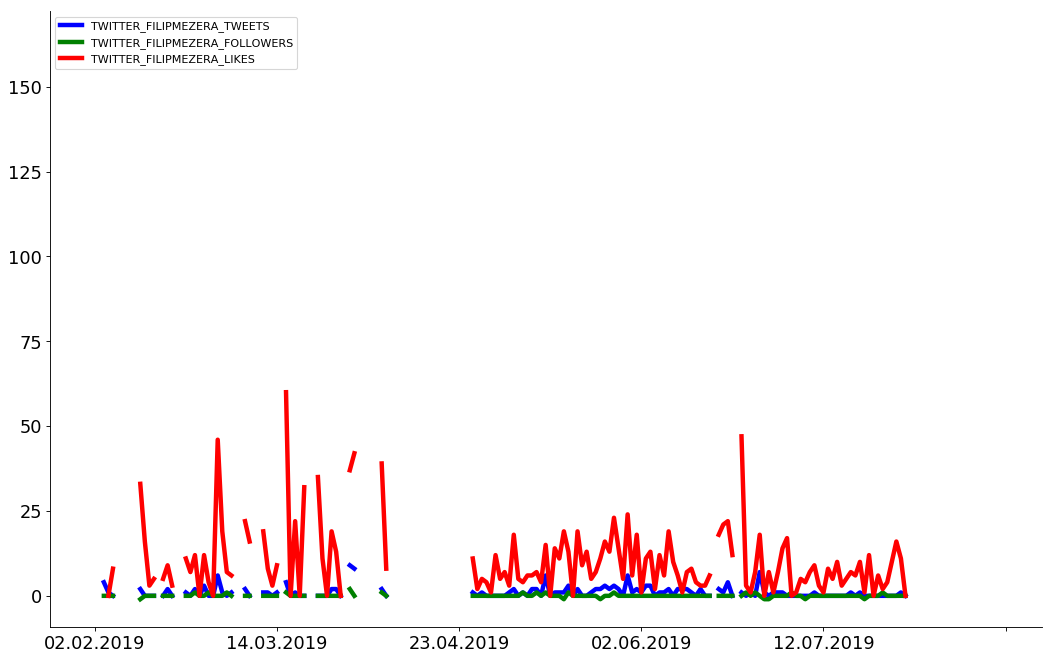 TWITTER_FILIPMEZERA_TWEETS
TWITTER_FILIPMEZERA_FOLLOWERS
TWITTER_FILIPMEZERA_LIKES
150
125
100
75
50
25
0
02.02.2019 14.03.2019 23.04.2019 02.06.2019 12.07.2019